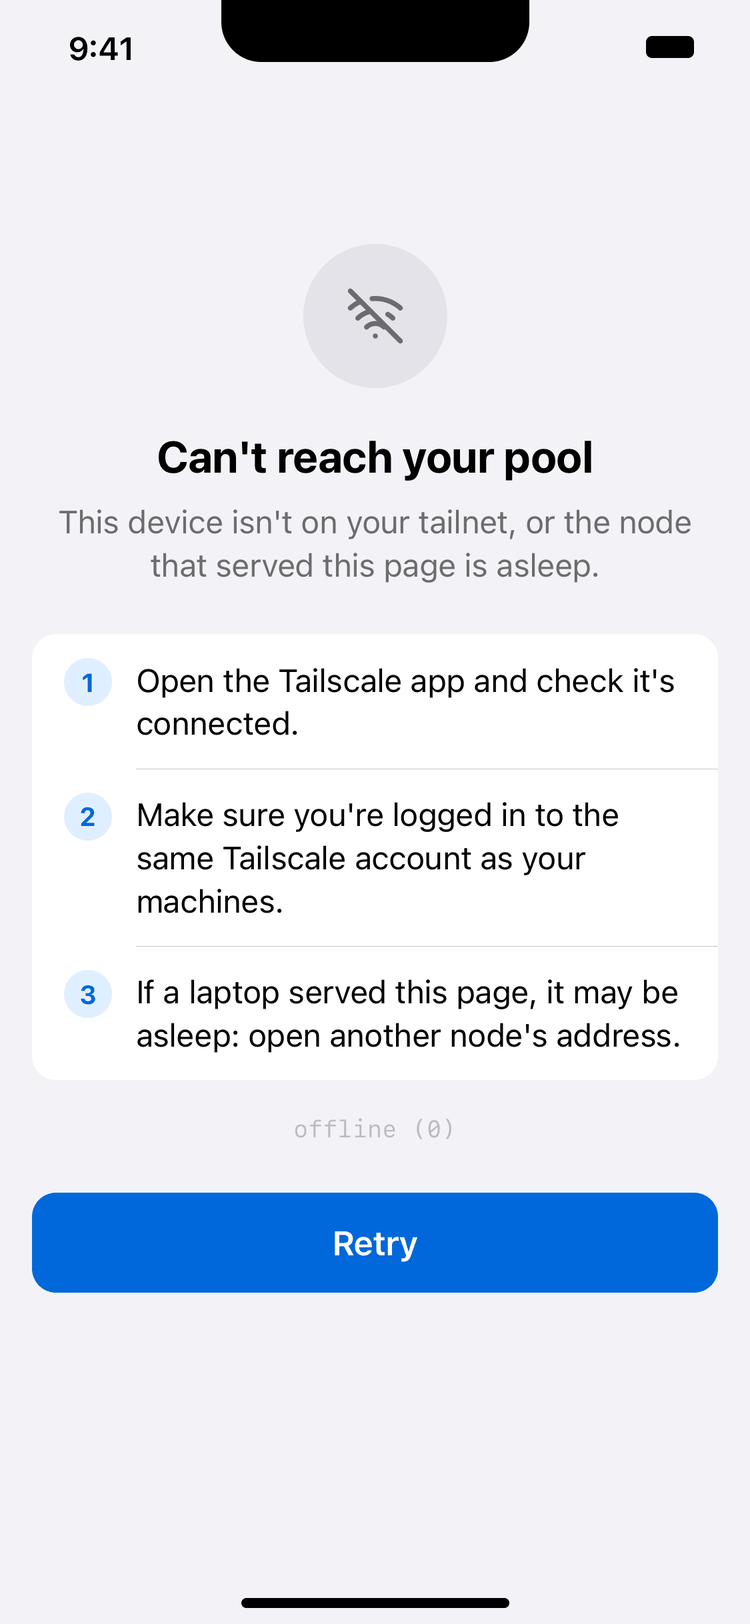 9:41
Can't reach your pool
This device isn't on your tailnet, or the node
that served this page is asleep.
1 Open the Tailscale app and check it's
connected.
2 Make sure you're logged in to the
same Tailscale account as your
machines.
3 If a laptop served this page, it may be
asleep: open another node's address.
offline (0)
Retry